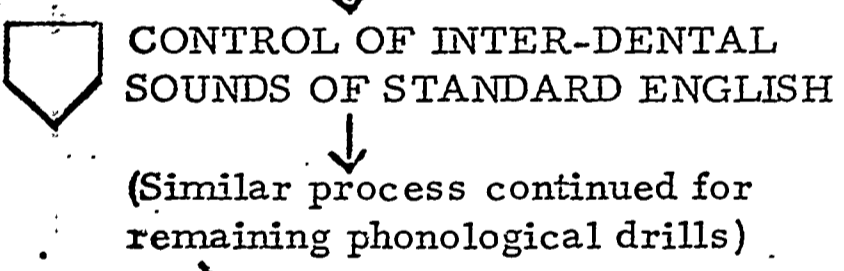 CONTROL OF INTER-DENTAL
SOUNDS OF STANDARD ENGLISH
(Similar process continued for
remaining phonological drills)